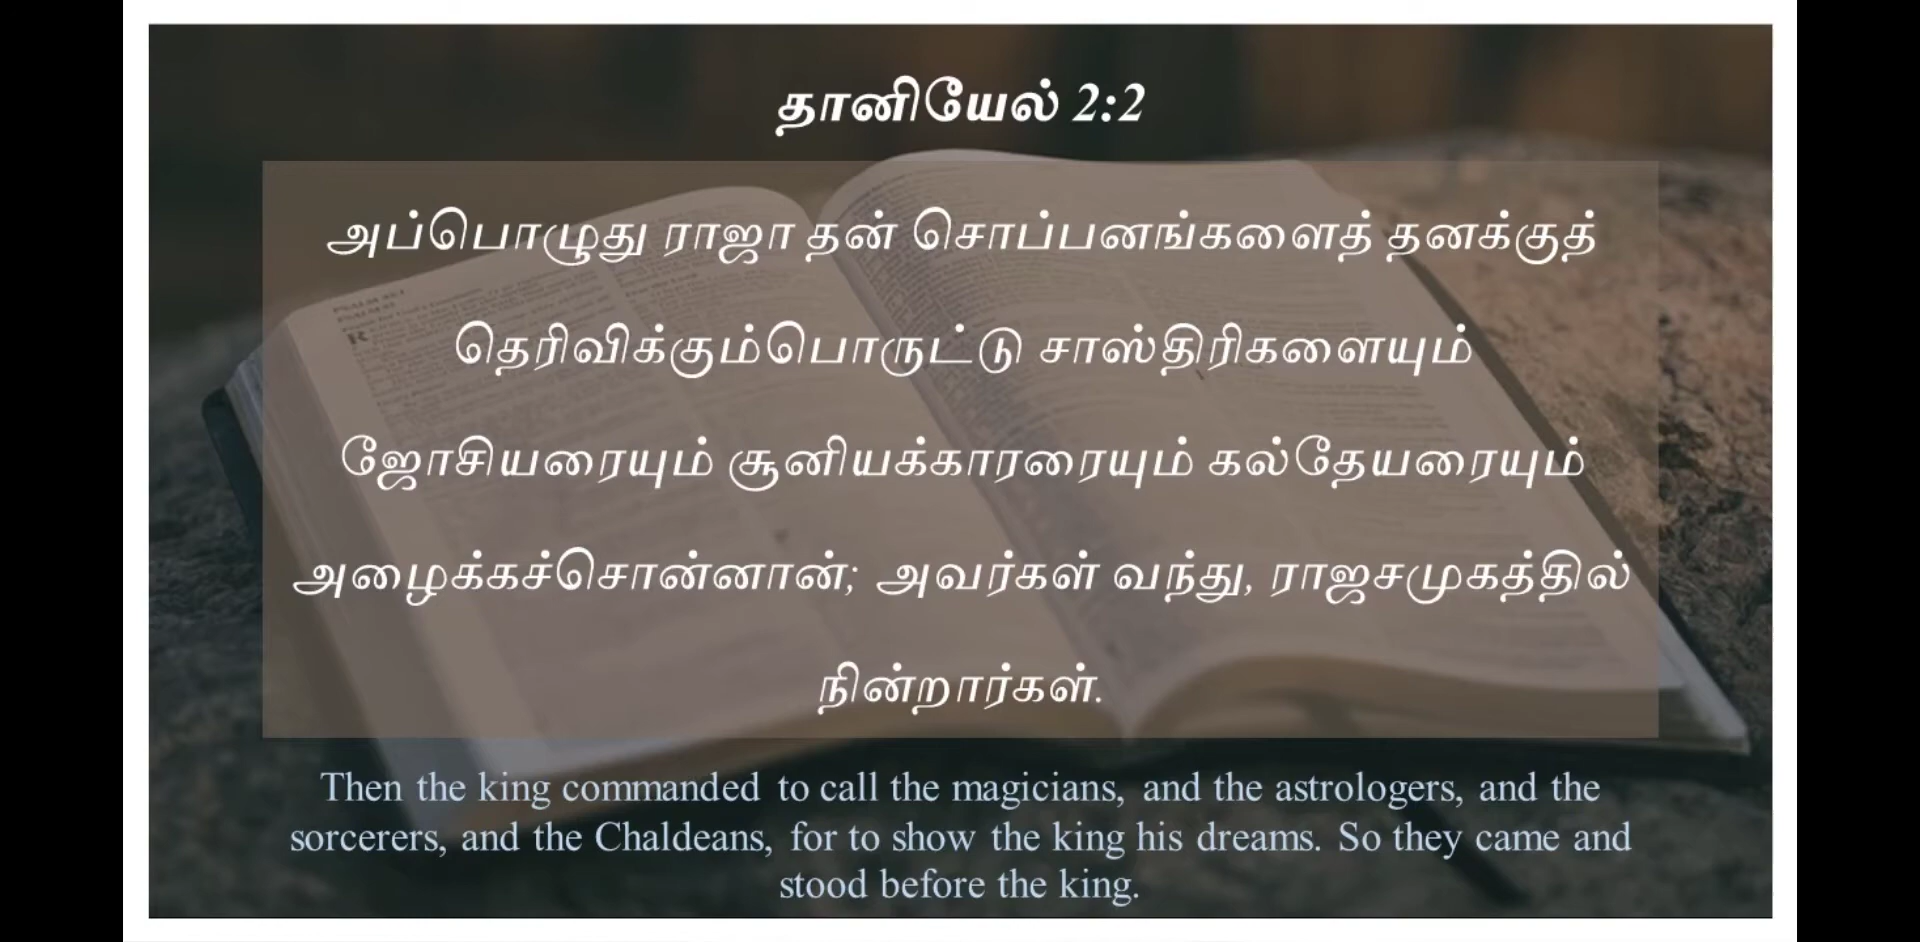 தானியேல் 2:2
அப்பொழுது ராஜா தன் சொப்பனங்களைத் தனக்குத்
தெரிவிக்கும்பொருட்டு சாஸ்திரிகளையும்
ஜோசியரையும் சூனியக்காரரையும் கல்தேயரையும்
அழைக்கச்சொன்னான்; அவர்கள் வந்து, ராஜசமுகத்தில்
நின்றார்கள்.
Then the king commanded to call the magicians, and the astrologers, and the
sorcerers, and the Chaldeans, for to show the king his dreams. So they came and
stood before the king.